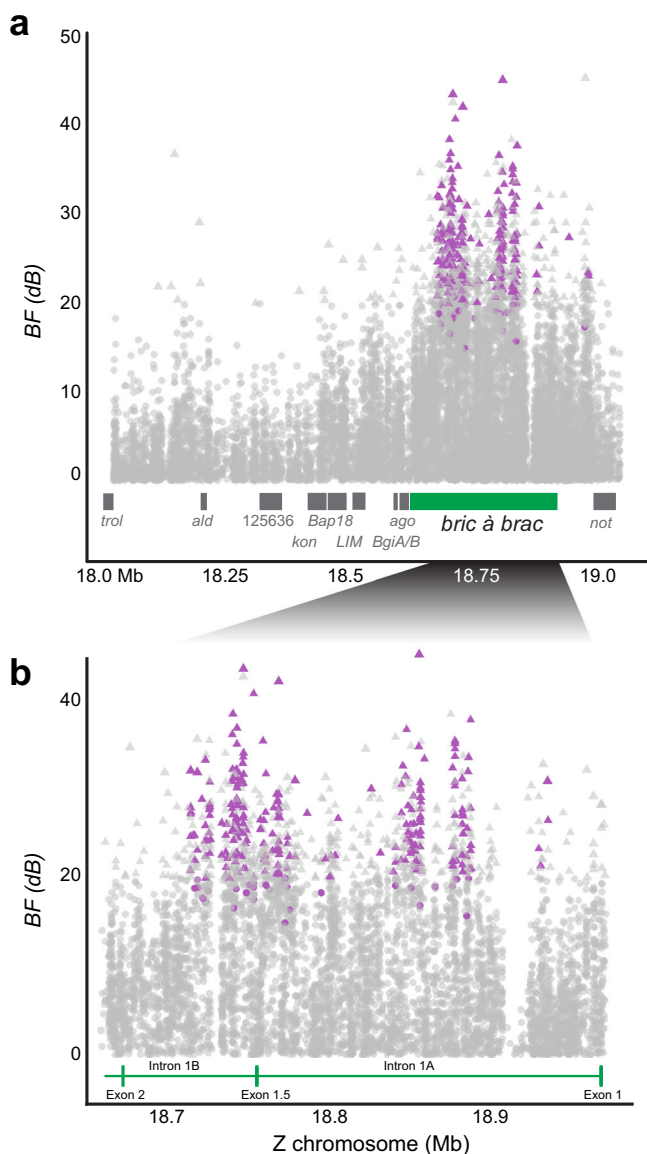 a
50
40
30
20
10
0
BF (dB)
trol
ald
125636
Bap18
ago
bric à brac
not
kon
LIM
BgiA/B
18.0 Mb
18.25
18.5
18.75
19.0
b
40
20
0
BF (dB)
Intron 1B
Intron 1A
Exon 2
Exon 1.5
Exon 1
18.7
18.8
18.9
Z chromosome (Mb)